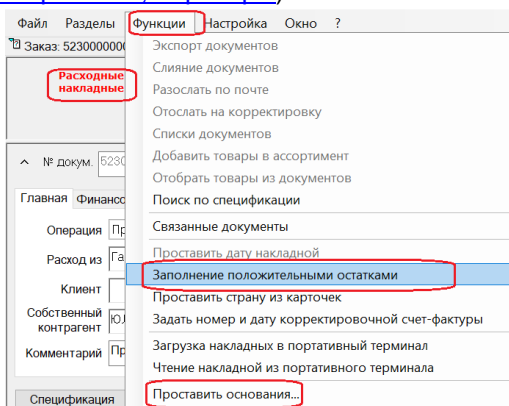 Файл Разделы Функции Настройка Окно ?
Заказ: 5230000000
Расходные
накладные
Экспорт документов
Слияние документов
Разослать по почте
Отослать на корректировку
Списки документов
Добавить товары в ассортимент
Отобрать товары из документов
Поиск по спецификации
Связанные документы
Проставить дату накладной
Заполнение положительными остатками
Проставить страну из карточек
Задать номер и дату корректировочной счет-фактуры
Загрузка накладных в портативный терминал
Чтение накладной из портативного терминала
Проставить основания...
№ докум. 5230
Главная Финансо
Операция Пр
Расход из Га
Клиент
Собственный
контрагент ЮЛ
Комментарий Пр
Спецификация